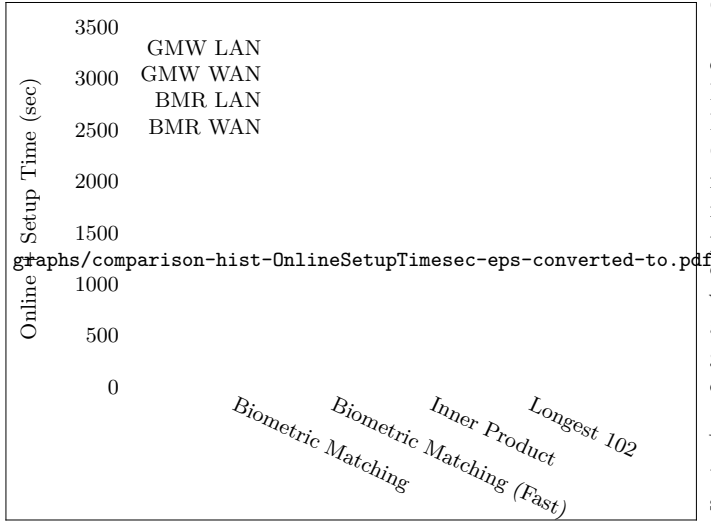 3500
3000
2500
2000
1500
1000
500
0
Online + Setup Time (sec)
GMW LAN
GMW WAN
BMR LAN
BMR WAN
graphs/comparison-hist-OnlineSetupTimesec-eps-converted-to.pdf
Biometric Matching
Biometric Matching (Fast)
Inner Product
Longest 102